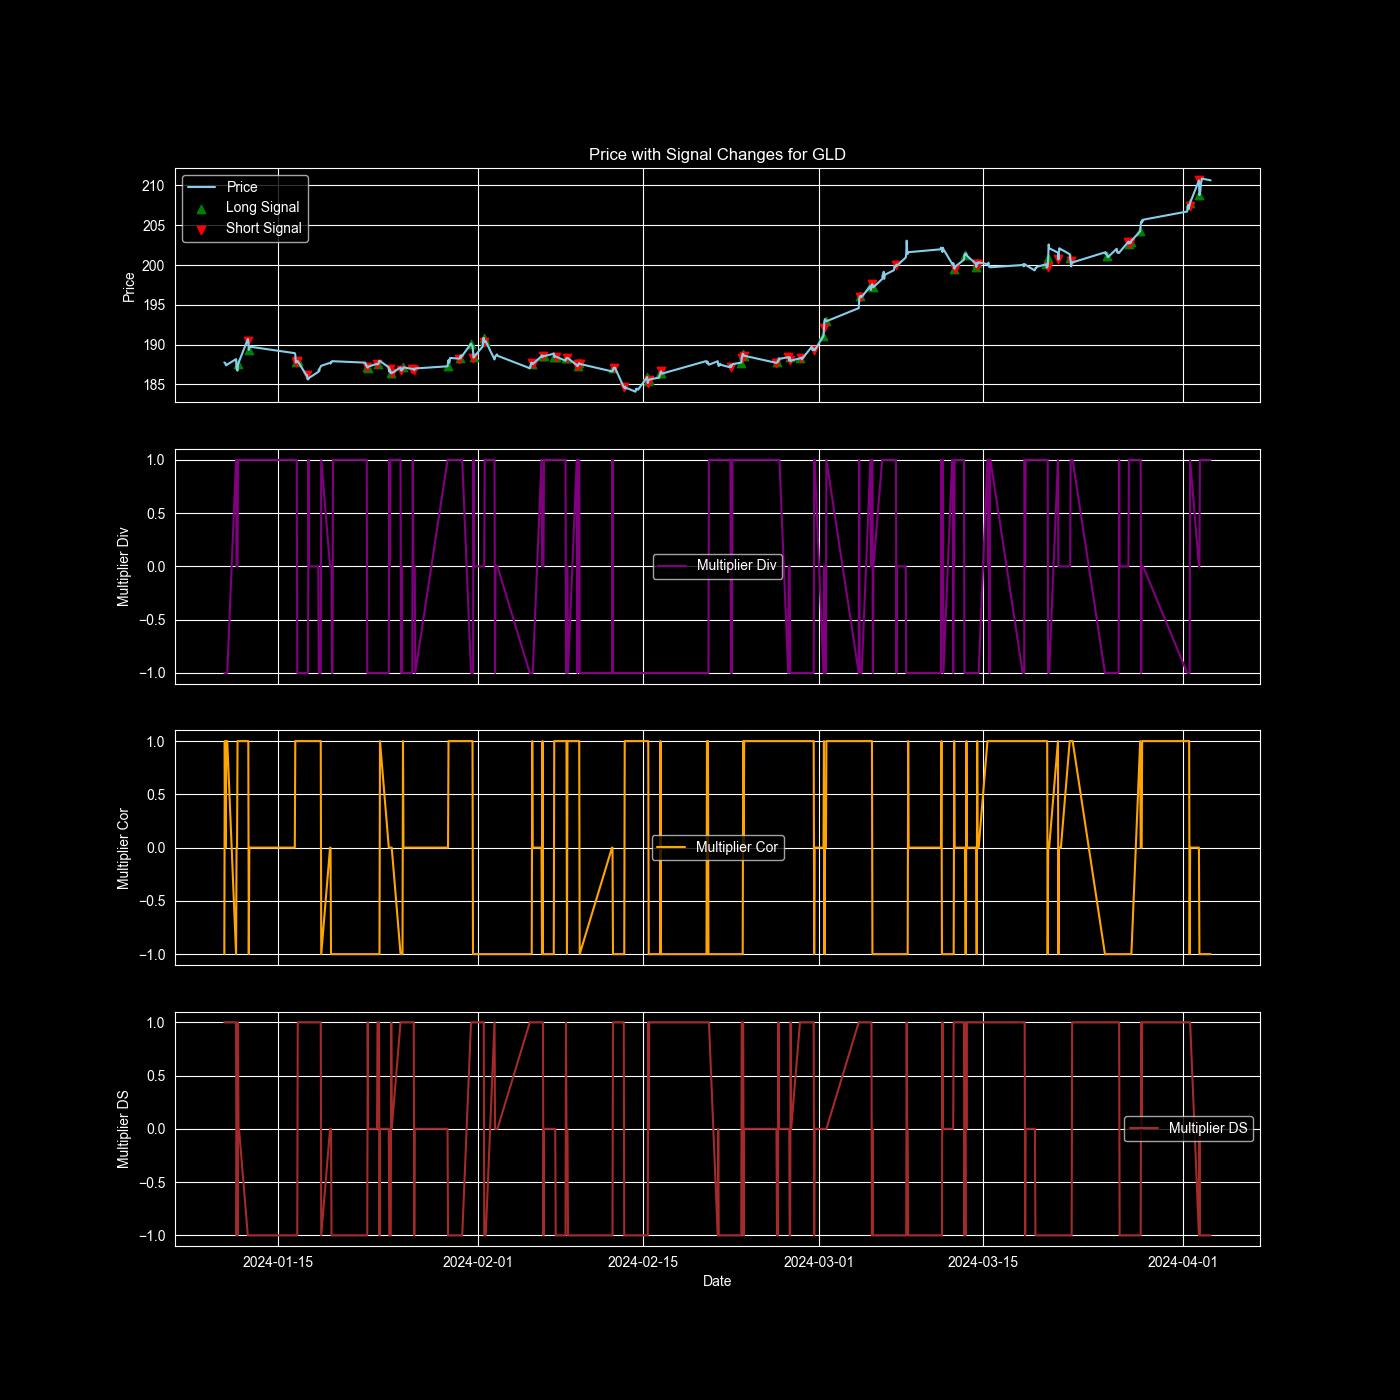 Price with Signal Changes for GLD
210
205
200
195
190
185
Price
Price
Long Signal
Short Signal
1.0
0.5
0.0
−0.5
−1.0
Multiplier Div
Multiplier Div
1.0
0.5
0.0
−0.5
−1.0
Multiplier Cor
Multiplier Cor
1.0
0.5
0.0
−0.5
−1.0
Multiplier DS
Multiplier DS
2024-01-15 2024-02-01 2024-02-15 2024-03-01 2024-03-15 2024-04-01
Date